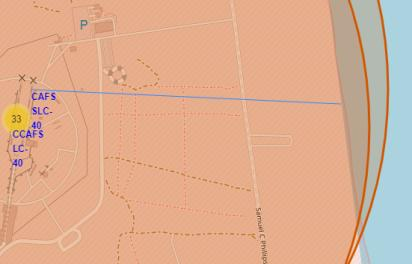 P
CAFS
SLC-
40
33
CCAFS
LC-
40
Samuel C Phillips